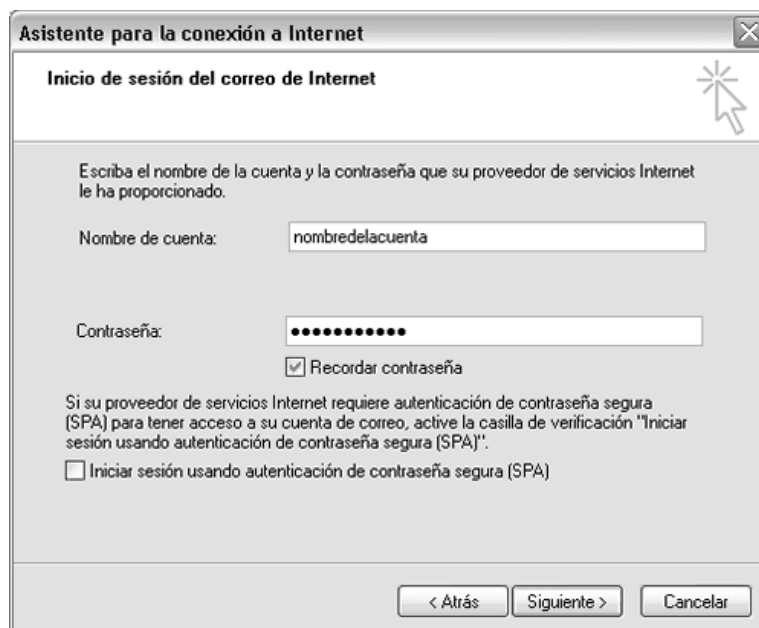 Asistente para la conexión a Internet
Inicio de sesión del correo de Internet
Escriba el nombre de la cuenta y la contraseña que su proveedor de servicios Internet
le ha proporcionado.
Nombre de cuenta:
nombredelacuenta
Contraseña:
●●●●●●●●●●●
Recordar contraseña
Si su proveedor de servicios Internet requiere autenticación de contraseña segura
(SPA) para tener acceso a su cuenta de correo, active la casilla de verificación "Iniciar
sesión usando autenticación de contraseña segura (SPA)".
Iniciar sesión usando autenticación de contraseña segura (SPA)
< Atrás
Siguiente >
Cancelar